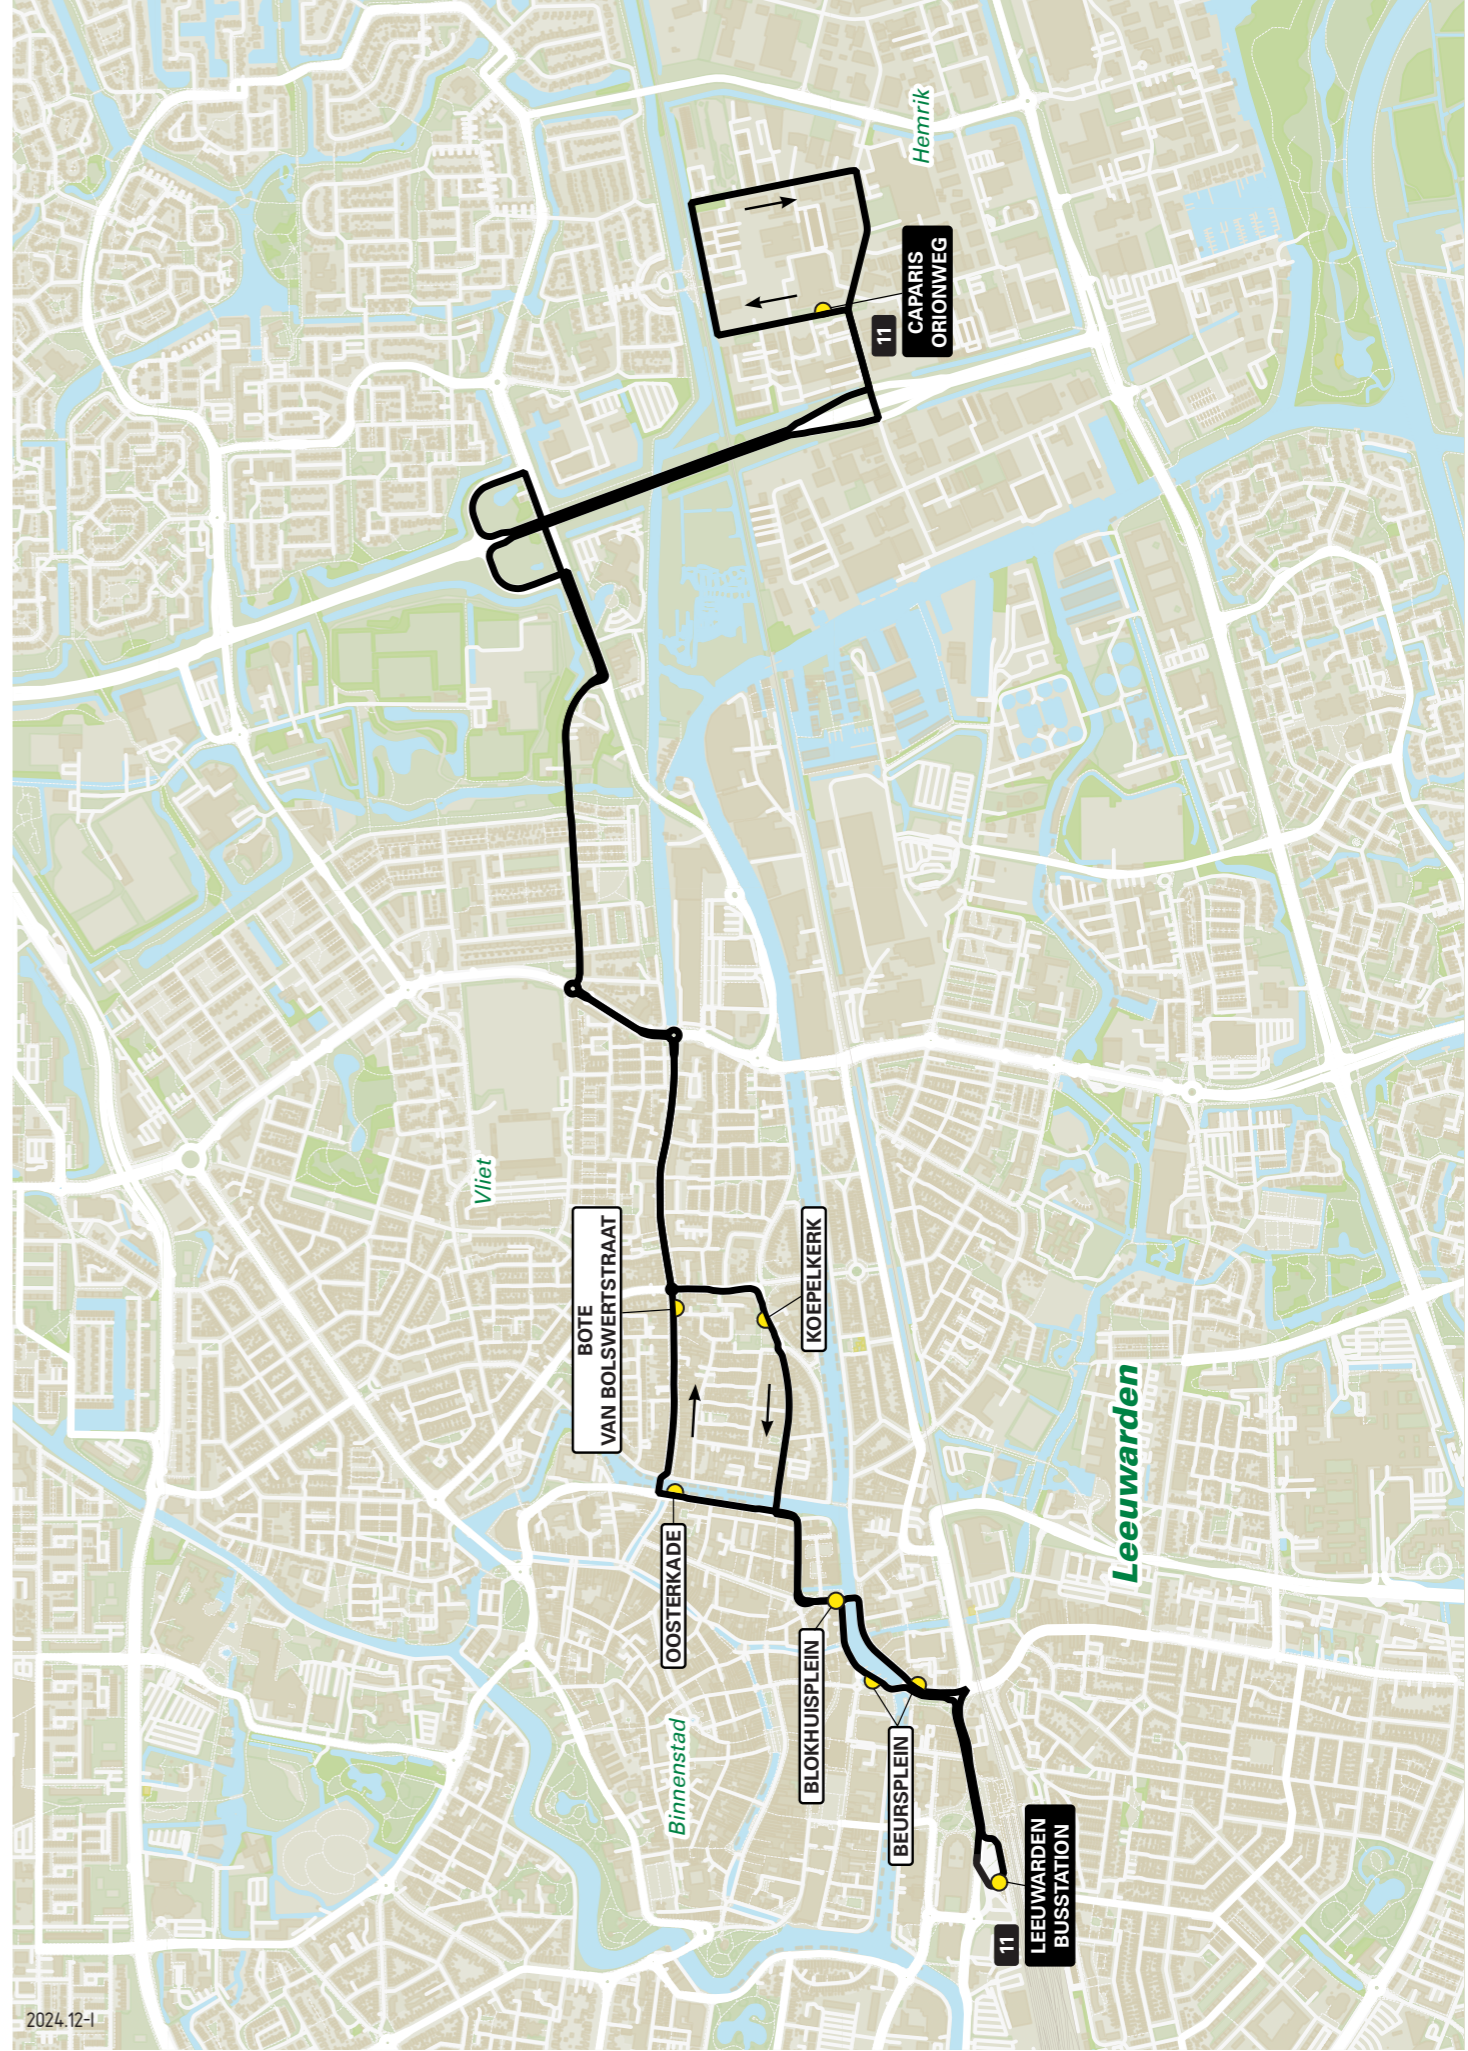 Hemrik
11
CAPARIS
ORIONWEG
Vliet
BOTE
VAN BOLSWERTSTRAAT
KOEPELKERK
OOSTERKADE
BLOKHUISPLEIN
BEURSPLEIN
Leeuwarden
Binnenstad
11
LEEUWARDEN
BUSSTATION
2024.12-I